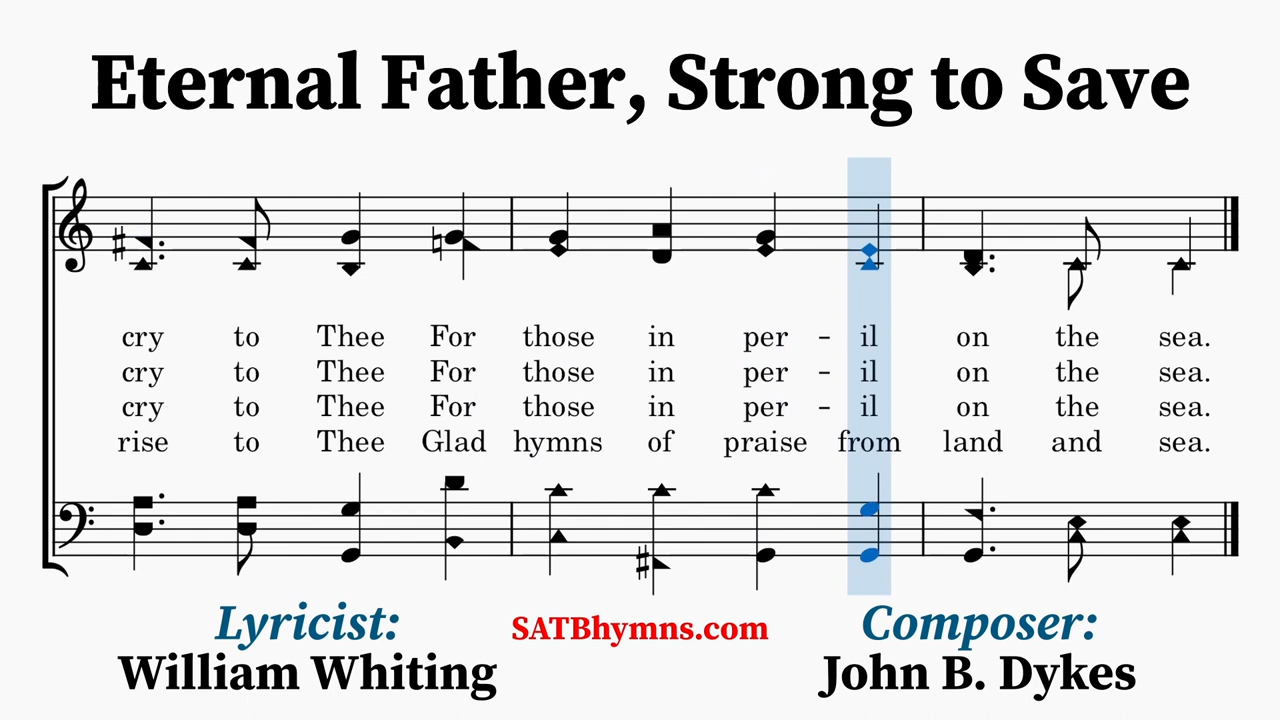 Eternal Father, Strong to Save
cry to Thee For those in per - il on the sea.
cry to Thee For those in per - il on the sea.
cry to Thee For those in per - il on the sea.
rise to Thee Glad hymns of praise from land and sea.
Lyricist: SATBhymns.com Composer:
William Whiting John B. Dykes